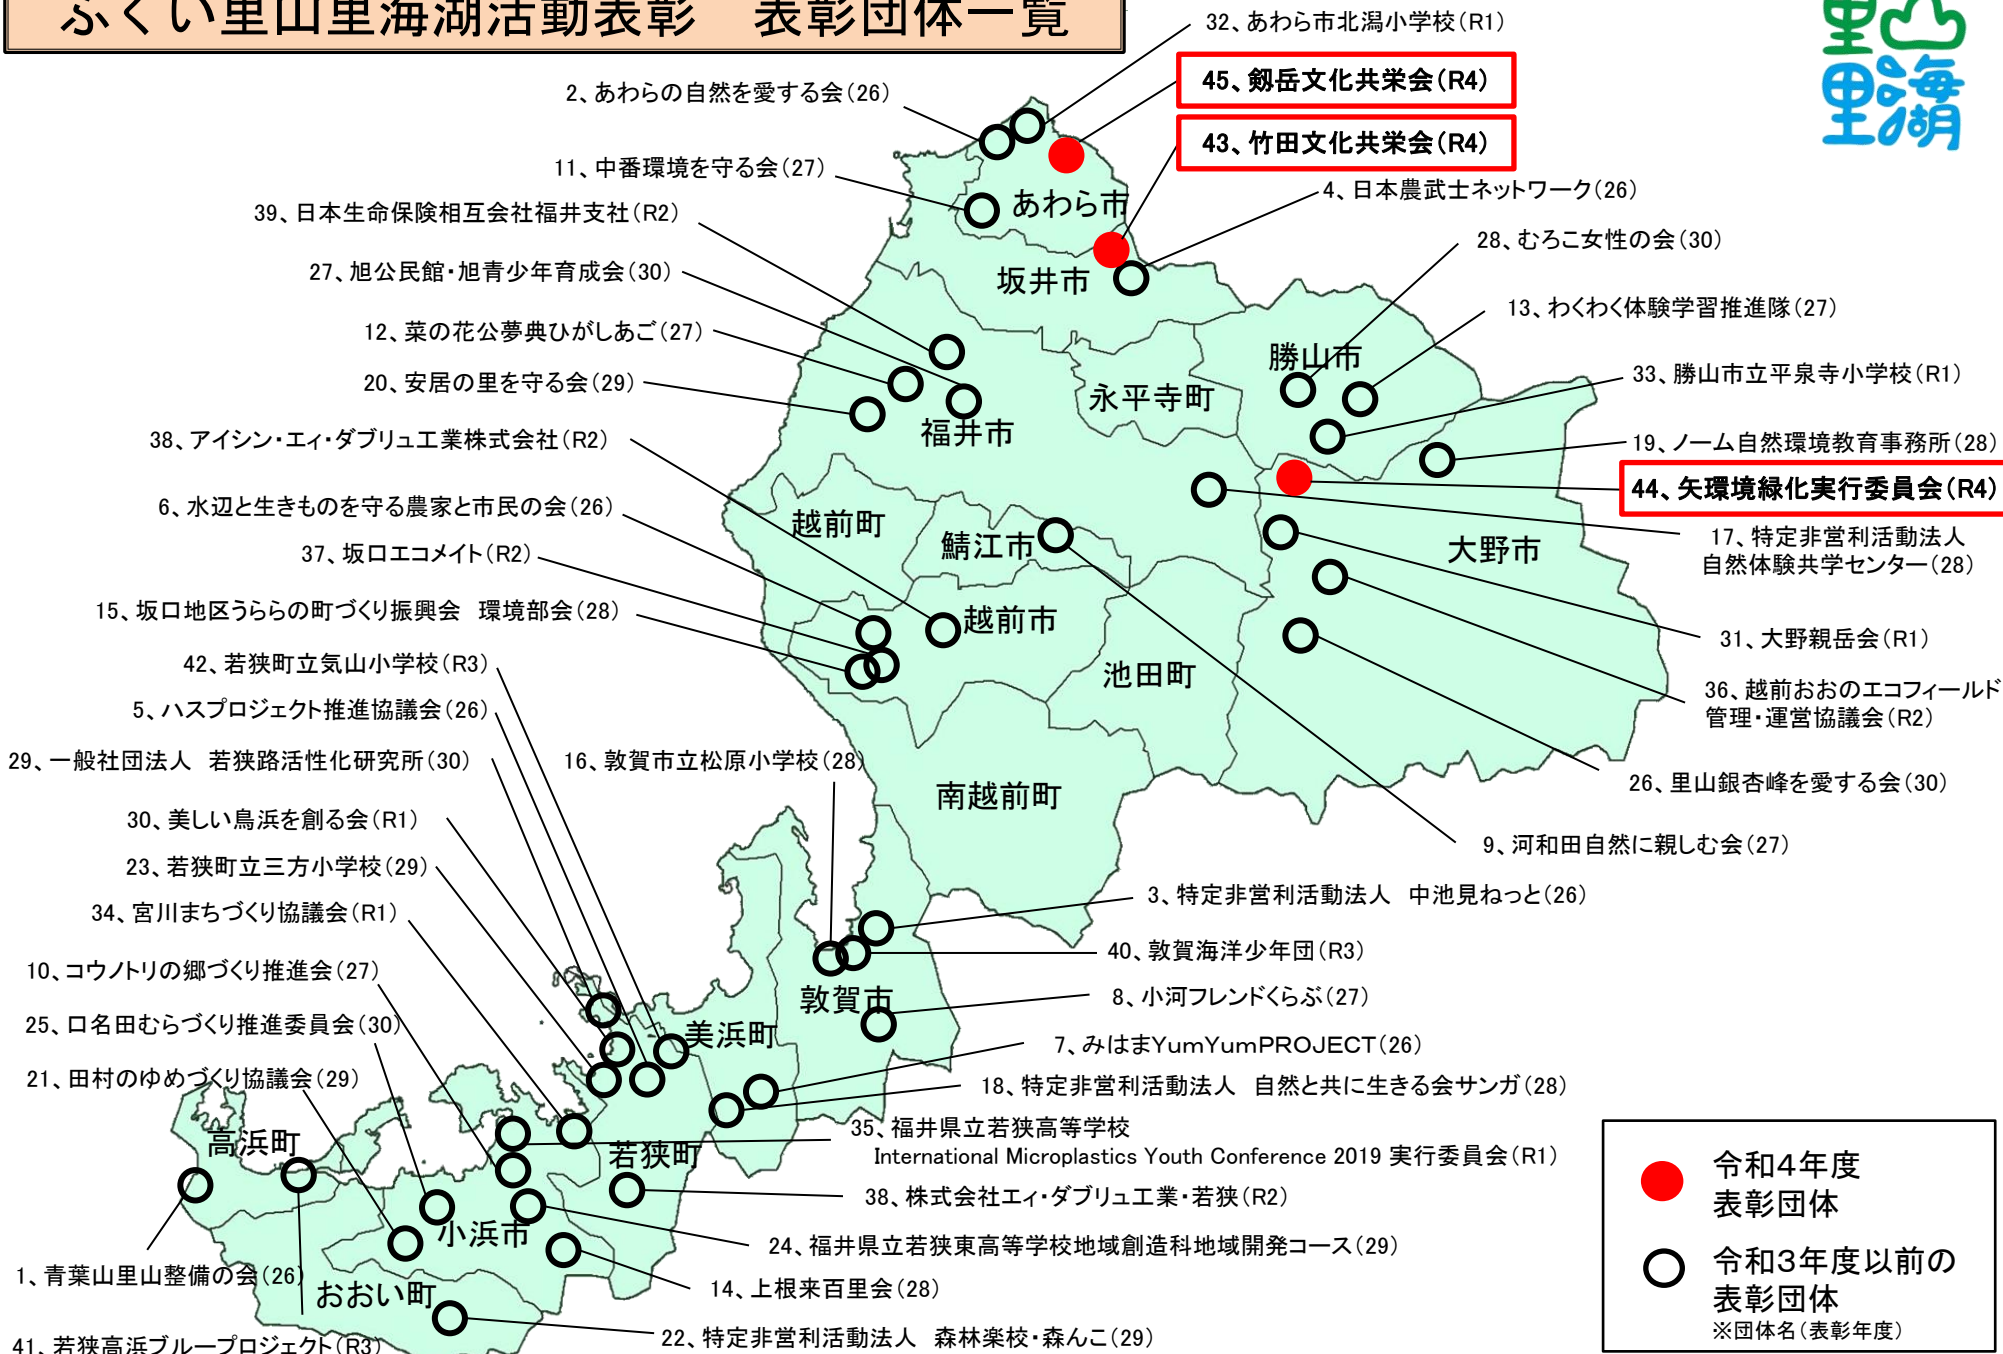 ふくい里山里海湖活動表彰　表彰団体一覧
里山
里海湖
32、あわら市北潟小学校(R1)
45、剱岳文化共栄会(R4)
2、あわらの自然を愛する会(26)
43、竹田文化共栄会(R4)
11、中番環境を守る会(27)
4、日本農武士ネットワーク(26)
あわら市
39、日本生命保険相互会社福井支社(R2)
28、むろこ女性の会(30)
27、旭公民館・旭青少年育成会(30)
坂井市
13、わくわく体験学習推進隊(27)
12、菜の花公夢典ひがしあご(27)
勝山市
20、安居の里を守る会(29)
33、勝山市立平泉寺小学校(R1)
永平寺町
福井市
38、アイシン・エィ・ダブリュ工業株式会社(R2)
19、ノーム自然環境教育事務所(28)
44、矢環境緑化実行委員会(R4)
6、水辺と生きものを守る農家と市民の会(26)
越前町
鯖江市
大野市
17、特定非営利活動法人
自然体験共学センター(28)
37、坂口エコメイト(R2)
15、坂口地区うららの町づくり振興会　環境部会(28)
越前市
31、大野親岳会(R1)
42、若狭町立気山小学校(R3)
池田町
36、越前おおのエコフィールド
管理・運営協議会(R2)
5、ハスプロジェクト推進協議会(26)
29、一般社団法人　若狭路活性化研究所(30)
16、敦賀市立松原小学校(28)
26、里山銀杏峰を愛する会(30)
南越前町
30、美しい鳥浜を創る会(R1)
9、河和田自然に親しむ会(27)
23、若狭町立三方小学校(29)
3、特定非営利活動法人　中池見ねっと(26)
34、宮川まちづくり協議会(R1)
40、敦賀海洋少年団(R3)
10、コウノトリの郷づくり推進会(27)
敦賀市
8、小河フレンドくらぶ(27)
25、口名田むらづくり推進委員会(30)
美浜町
7、みはまYumYumPROJECT(26)
21、田村のゆめづくり協議会(29)
18、特定非営利活動法人　自然と共に生きる会サンガ(28)
高浜町
35、福井県立若狭高等学校
International Microplastics Youth Conference 2019 実行委員会(R1)
若狭町
38、株式会社エィ・ダブリュ工業・若狭(R2)
小浜市
24、福井県立若狭東高等学校地域創造科地域開発コース(29)
1、青葉山里山整備の会(26)
おおい町
14、上根来百里会(28)
41、若狭高浜ブループロジェクト(R3)
22、特定非営利活動法人　森林楽校・森んこ(29)
令和4年度
表彰団体
令和3年度以前の
表彰団体
※団体名(表彰年度)